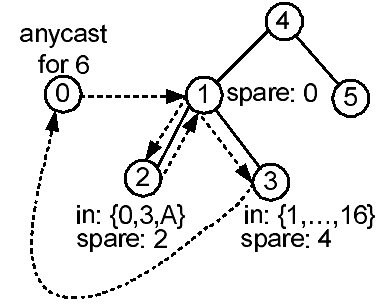 4
anycast
for 6
0
1 spare: 0
5
2
3
in: {0,3,A}
spare: 2
in: {1,...,16}
spare: 4